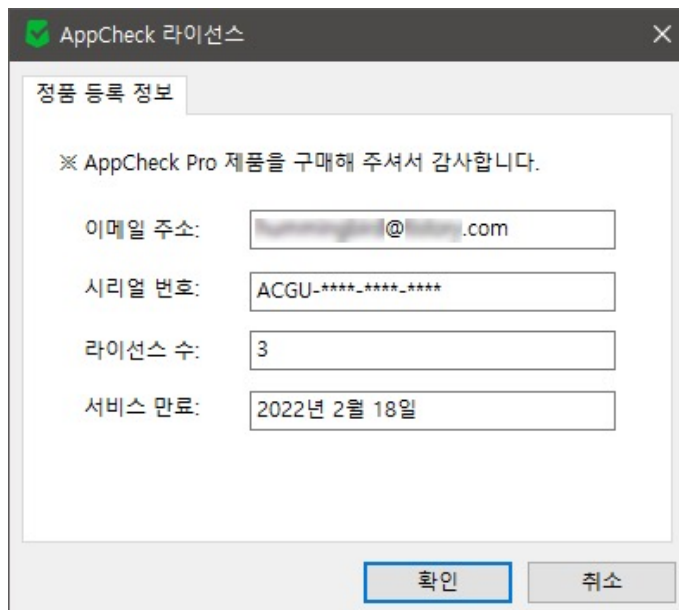 AppCheck 라이선스
정품 등록 정보
※ AppCheck Pro 제품을 구매해 주셔서 감사합니다.
이메일 주소: @ .com
시리얼 번호: ACGU-****-****-****
라이선스 수: 3
서비스 만료: 2022년 2월 18일
확인 취소